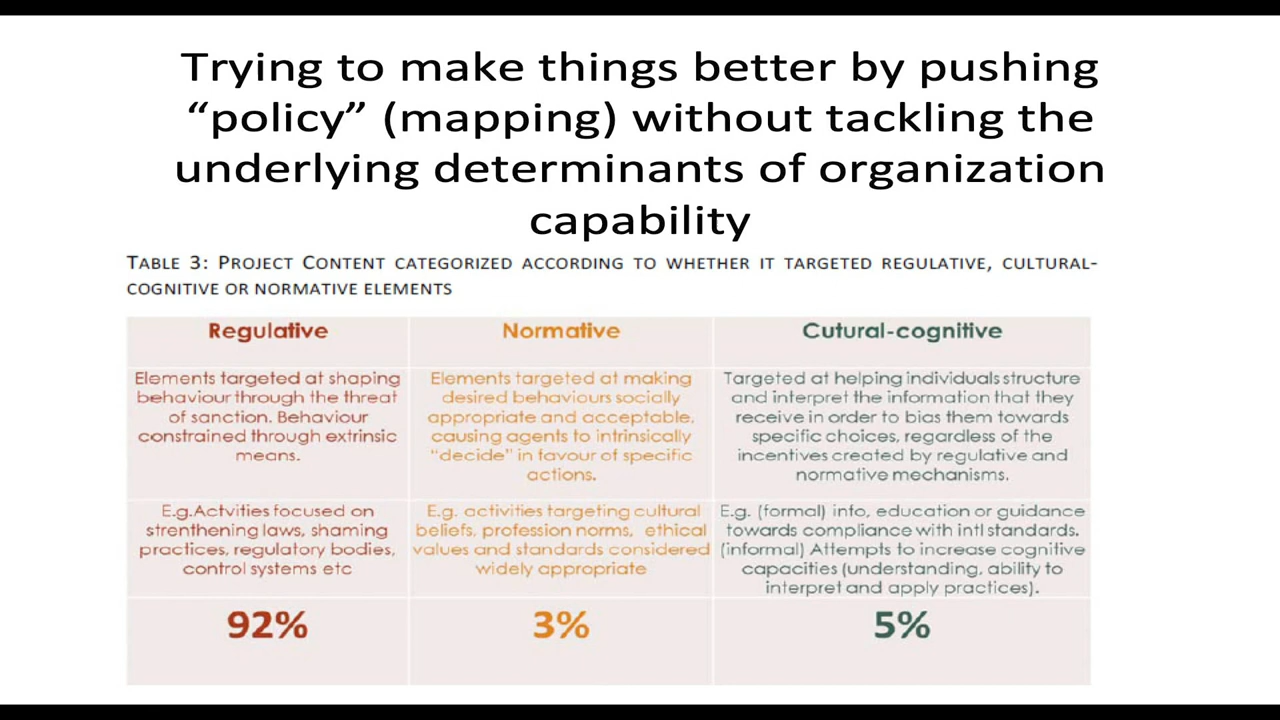 Trying to make things better by pushing
“policy” (mapping) without tackling the
underlying determinants of organization
capability
TABLE 3: PROJECT CONTENT CATEGORIZED ACCORDING TO WHETHER IT TARGETED REGULATIVE, CULTURAL-
COGNITIVE OR NORMATIVE ELEMENTS
Regulative
Elements targeted at shaping
behaviour through the threat
of sanction. Behaviour
constrained through extrinsic
means.
E.g.Actvities focused on
strenthening laws, shaming
practices, regulatory bodies,
control systems etc
92%
Normative
Elements targeted at making
desired behaviours socially
appropriate and acceptable,
causing agents to intrinsically
“decide” in favour of specific
actions.
E.g. activities targeting cultural
beliefs, profession norms, ethical
values and standards considered
widely appropriate
3%
Cutural-cognitive
Targeted at helping individuals structure
and interpret the information that they
receive in order to bias them towards
specific choices, regardless of the
incentives created by regulative and
normative mechanisms.
E.g. (formal) info, education or guidance
towards compliance with intl standards.
(informal) Attempts to increase cognitive
capacities (understanding, ability to
interpret and apply practices).
5%